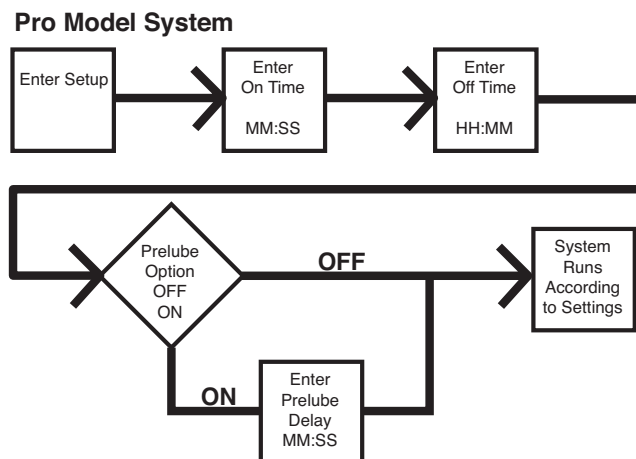 Pro Model System
Enter Setup
Enter
On Time
MM:SS
Enter
Off Time
HH:MM
Prelube
Option
OFF
ON
OFF
System
Runs
According
to Settings
ON
Enter
Prelube
Delay
MM:SS